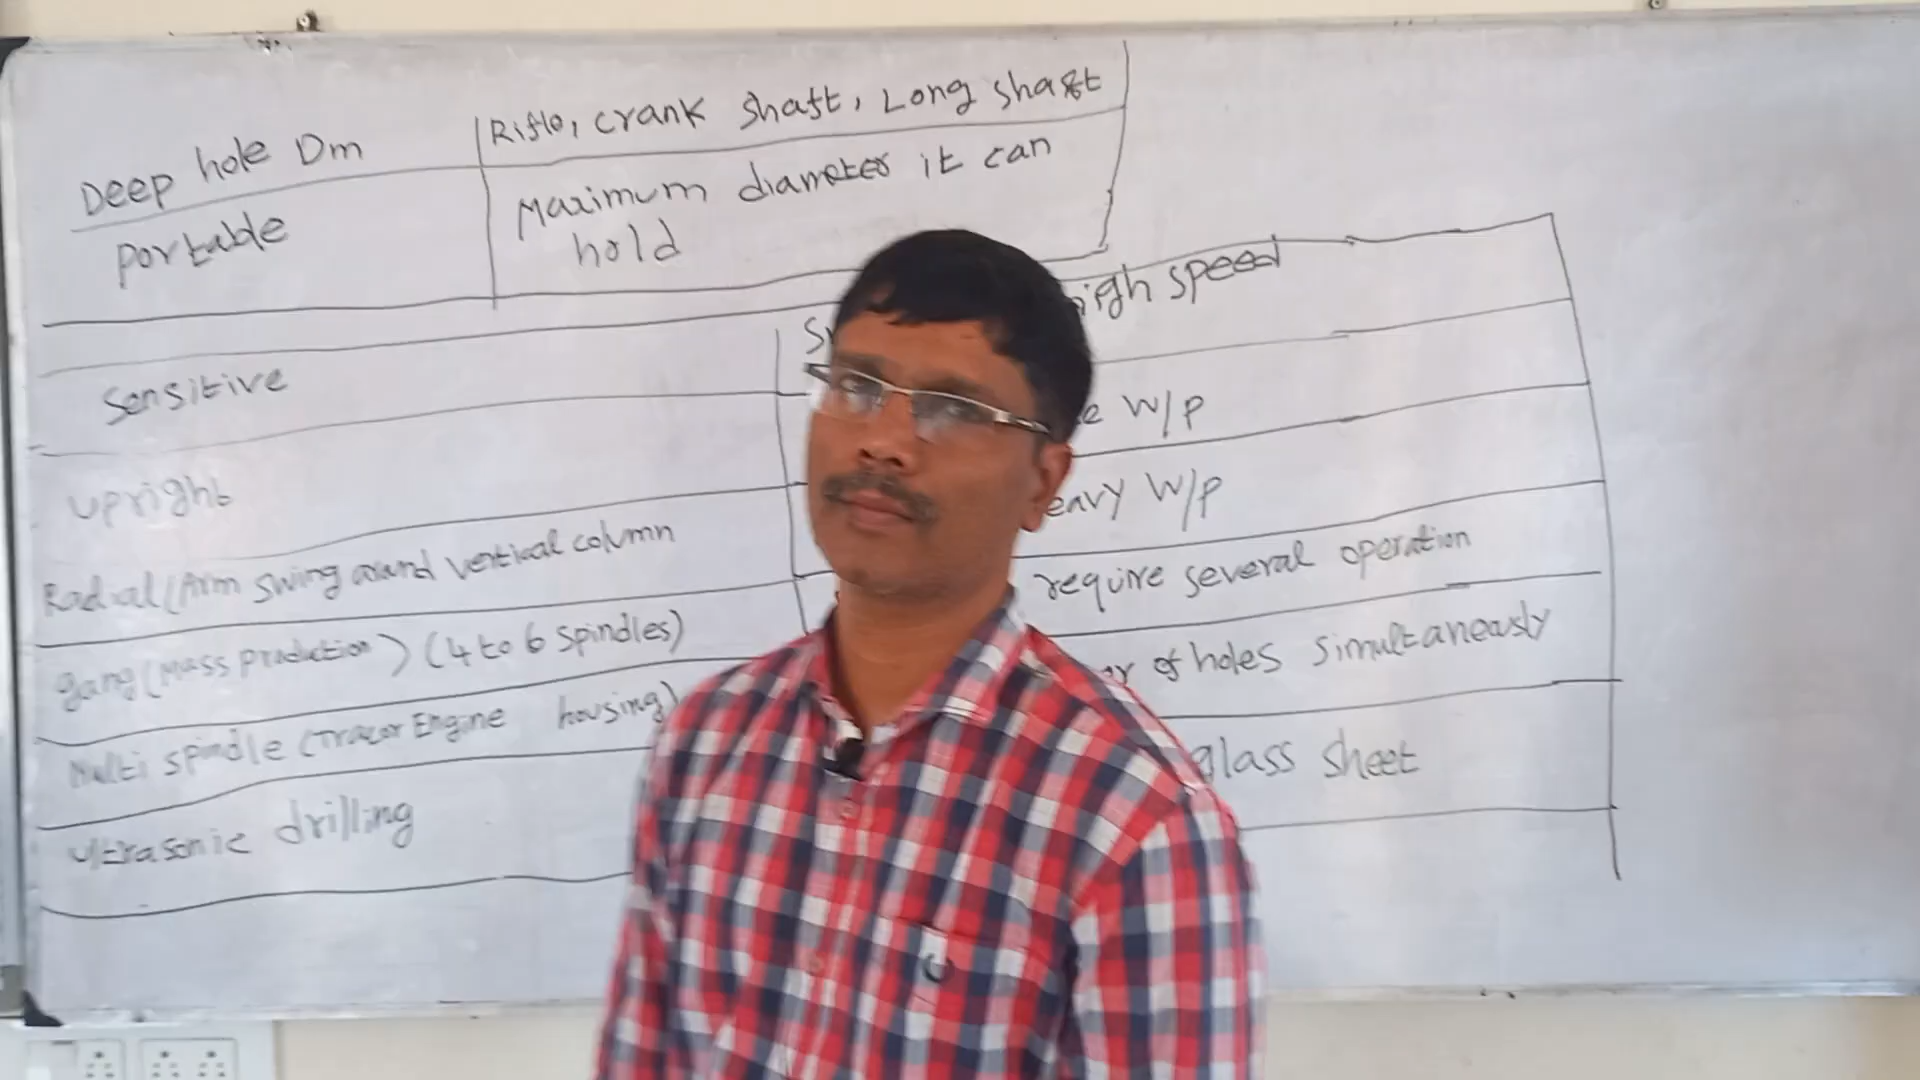 Deep hole Dm
Rifle, crank shaft, Long shaft
portable
Maximum diameter it can
hold
Sensitive
high speed
upright
W/P
Radial (Arm swing around vertical column
W/P
gang (Mass production) (4 to 6 spindles)
require several operation
Multi spindle (Tracor Engine housing)
of holes simultaneously
ultrasonic drilling
glass sheet